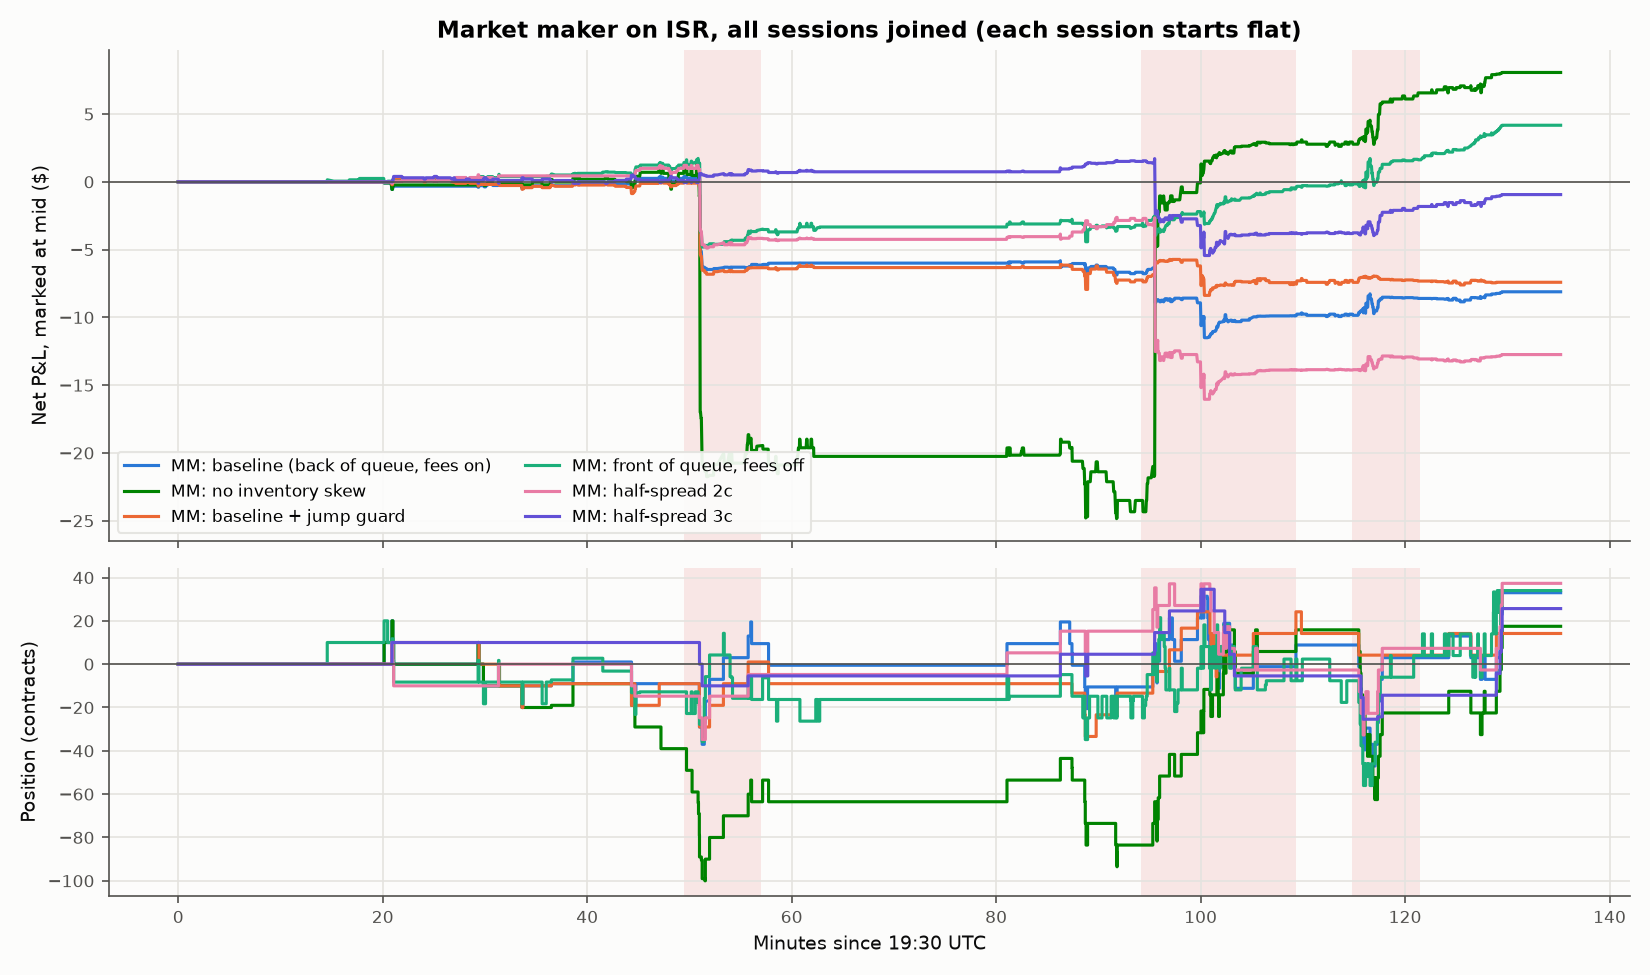 Market maker on ISR, all sessions joined (each session starts flat)
Net P&L, marked at mid ($)
5
0
−5
−10
−15
−20
−25
MM: baseline (back of queue, fees on)
MM: no inventory skew
MM: baseline + jump guard
MM: front of queue, fees off
MM: half-spread 2c
MM: half-spread 3c
Position (contracts)
40
20
0
−20
−40
−60
−80
−100
0
20
40
60
80
100
120
140
Minutes since 19:30 UTC